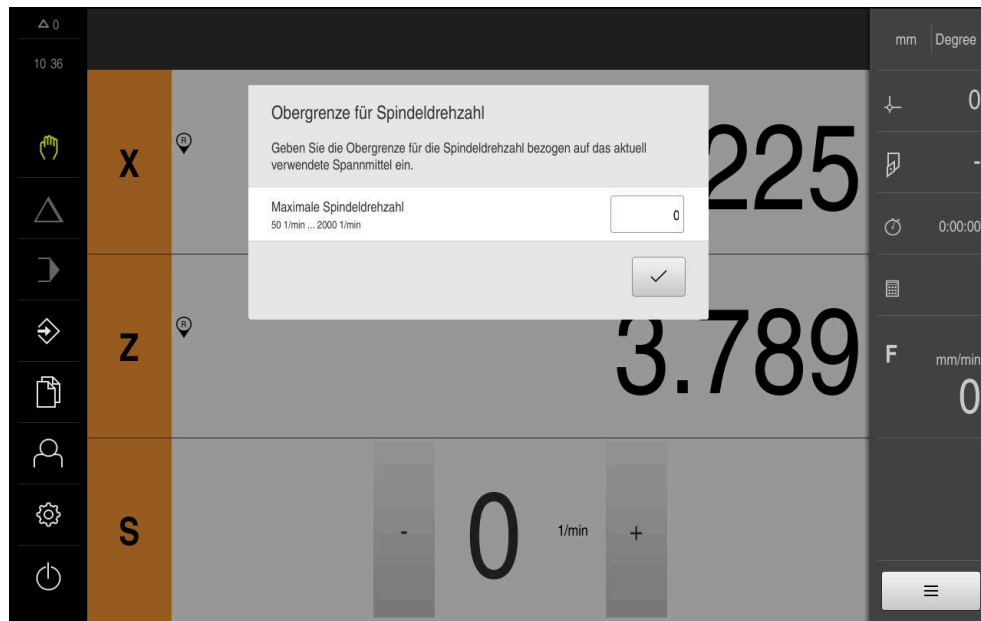 0
10 36
mm Degree
X
R
225
Obergrenze für Spindeldrehzahl
Geben Sie die Obergrenze für die Spindeldrehzahl bezogen auf das aktuell
verwendete Spannmittel ein.
Maximale Spindeldrehzahl
50 1/min ... 2000 1/min
0
0
-
0:00:00
Z
R
3.789
F
mm/min
0
S
-
0
1/min
+